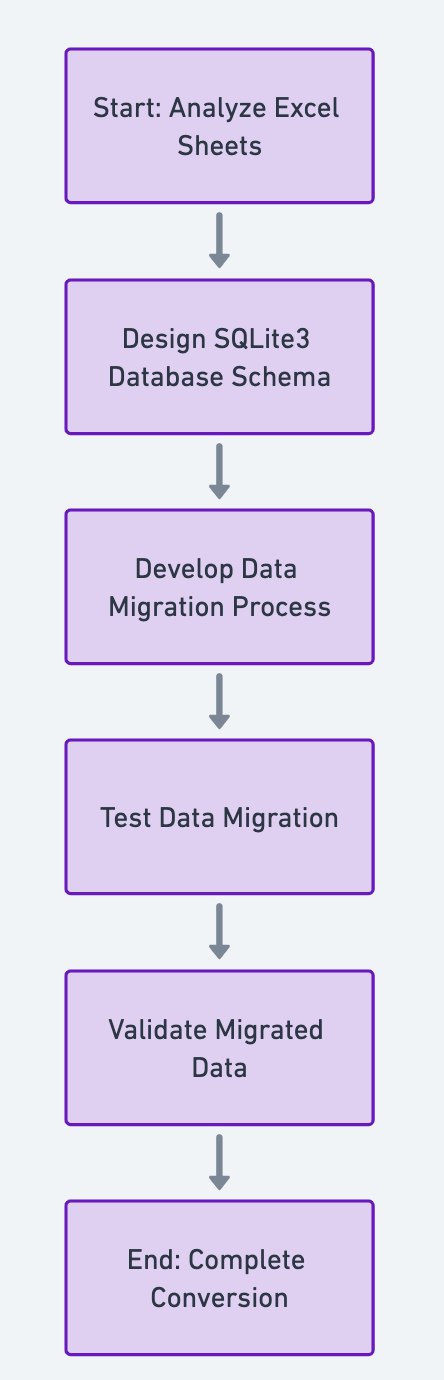 Start: Analyze Excel
Sheets
Design SQLite3
Database Schema
Develop Data
Migration Process
Test Data Migration
Validate Migrated
Data
End: Complete
Conversion